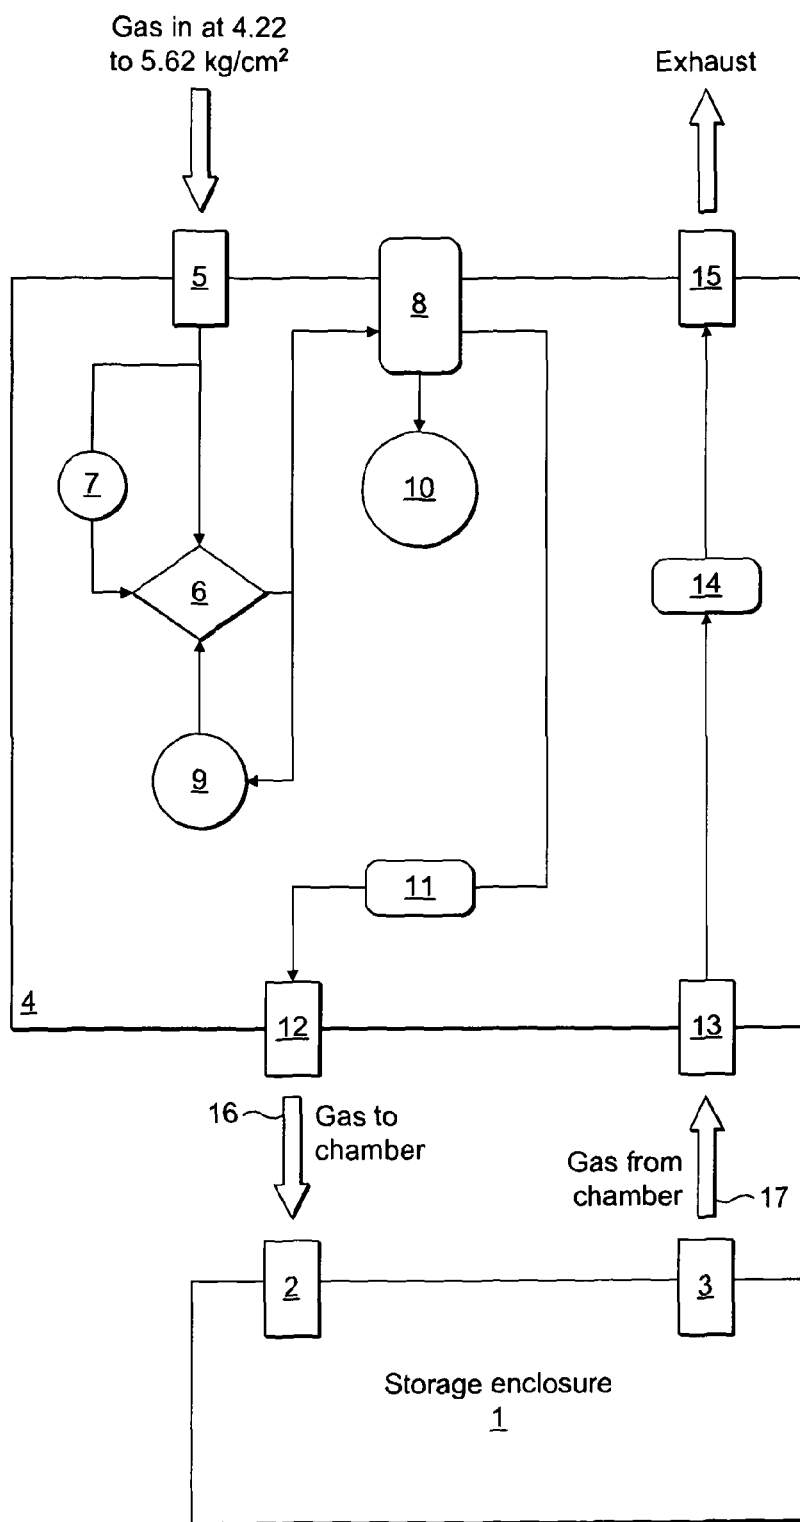 Gas in at 4.22
to 5.62 kg/cm²
Exhaust
5
8
15
7
10
6
14
9
11
4
12
13
16
Gas to
chamber
Gas from
chamber
17
2
3
Storage enclosure
1